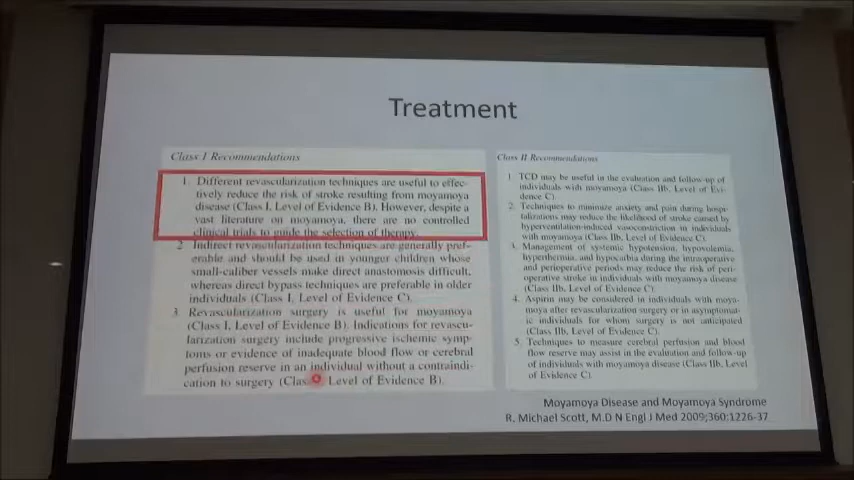 Treatment
Class I Recommendations
1. Different revascularization techniques are useful to effec-
tively reduce the risk of stroke resulting from moyamoya
disease (Class I, Level of Evidence B). However, despite a
vast literature on moyamoya, there are no controlled
clinical trials to guide the selection of therapy.
2. Indirect revascularization techniques are generally pref-
erable and should be used in younger children whose
small-caliber vessels make direct anastomosis difficult,
whereas direct bypass techniques are preferable in older
individuals (Class I, Level of Evidence C).
3. Revascularization surgery is useful for moyamoya
(Class I, Level of Evidence B). Indications for revascu-
larization surgery include progressive ischemic symp-
toms or evidence of inadequate blood flow or cerebral
perfusion reserve in an individual without a contraindi-
cation to surgery (Clas Level of Evidence B).
Class II Recommendations
1. TCD may be useful in the evaluation and follow-up of
individuals with moyamoya (Class IIb, Level of Evi-
dence C).
2. Techniques to minimize anxiety and pain during hospi-
talizations may reduce the likelihood of stroke caused by
hyperventilation-induced vasoconstriction in individuals
with moyamoya (Class IIb, Level of Evidence C).
3. Management of systemic hypotension, hypovolemia,
hyperthermia, and hypocarbia during the intraoperative
and perioperative periods may reduce the risk of peri-
operative stroke in individuals with moyamoya disease
(Class IIb, Level of Evidence C).
4. Aspirin may be considered in individuals with moya-
moya after revascularization surgery or in asymptomat-
ic individuals for whom surgery is not anticipated
(Class IIb, Level of Evidence C).
5. Techniques to measure cerebral perfusion and blood
flow reserve may assist in the evaluation and follow-up
of individuals with moyamoya disease (Class IIb, Level
of Evidence C).
Moyamoya Disease and Moyamoya Syndrome
R. Michael Scott, M.D N Engl J Med 2009;360:1226-37